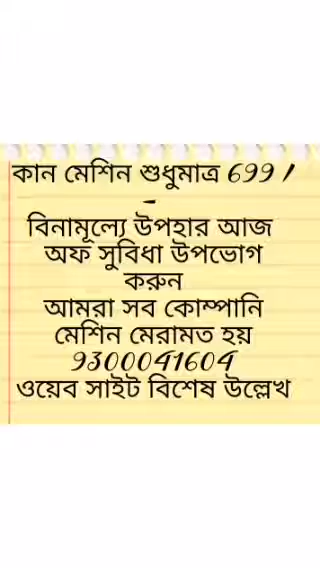 কান মেশিন শুধুমাত্র 699 /
-
বিনামূল্যে উপহার আজ
অফ সুবিধা উপভোগ
করুন
আমরা সব কোম্পানি
মেশিন মেরামত হয়
9300041604
ওয়েব সাইট বিশেষ উল্লেখ